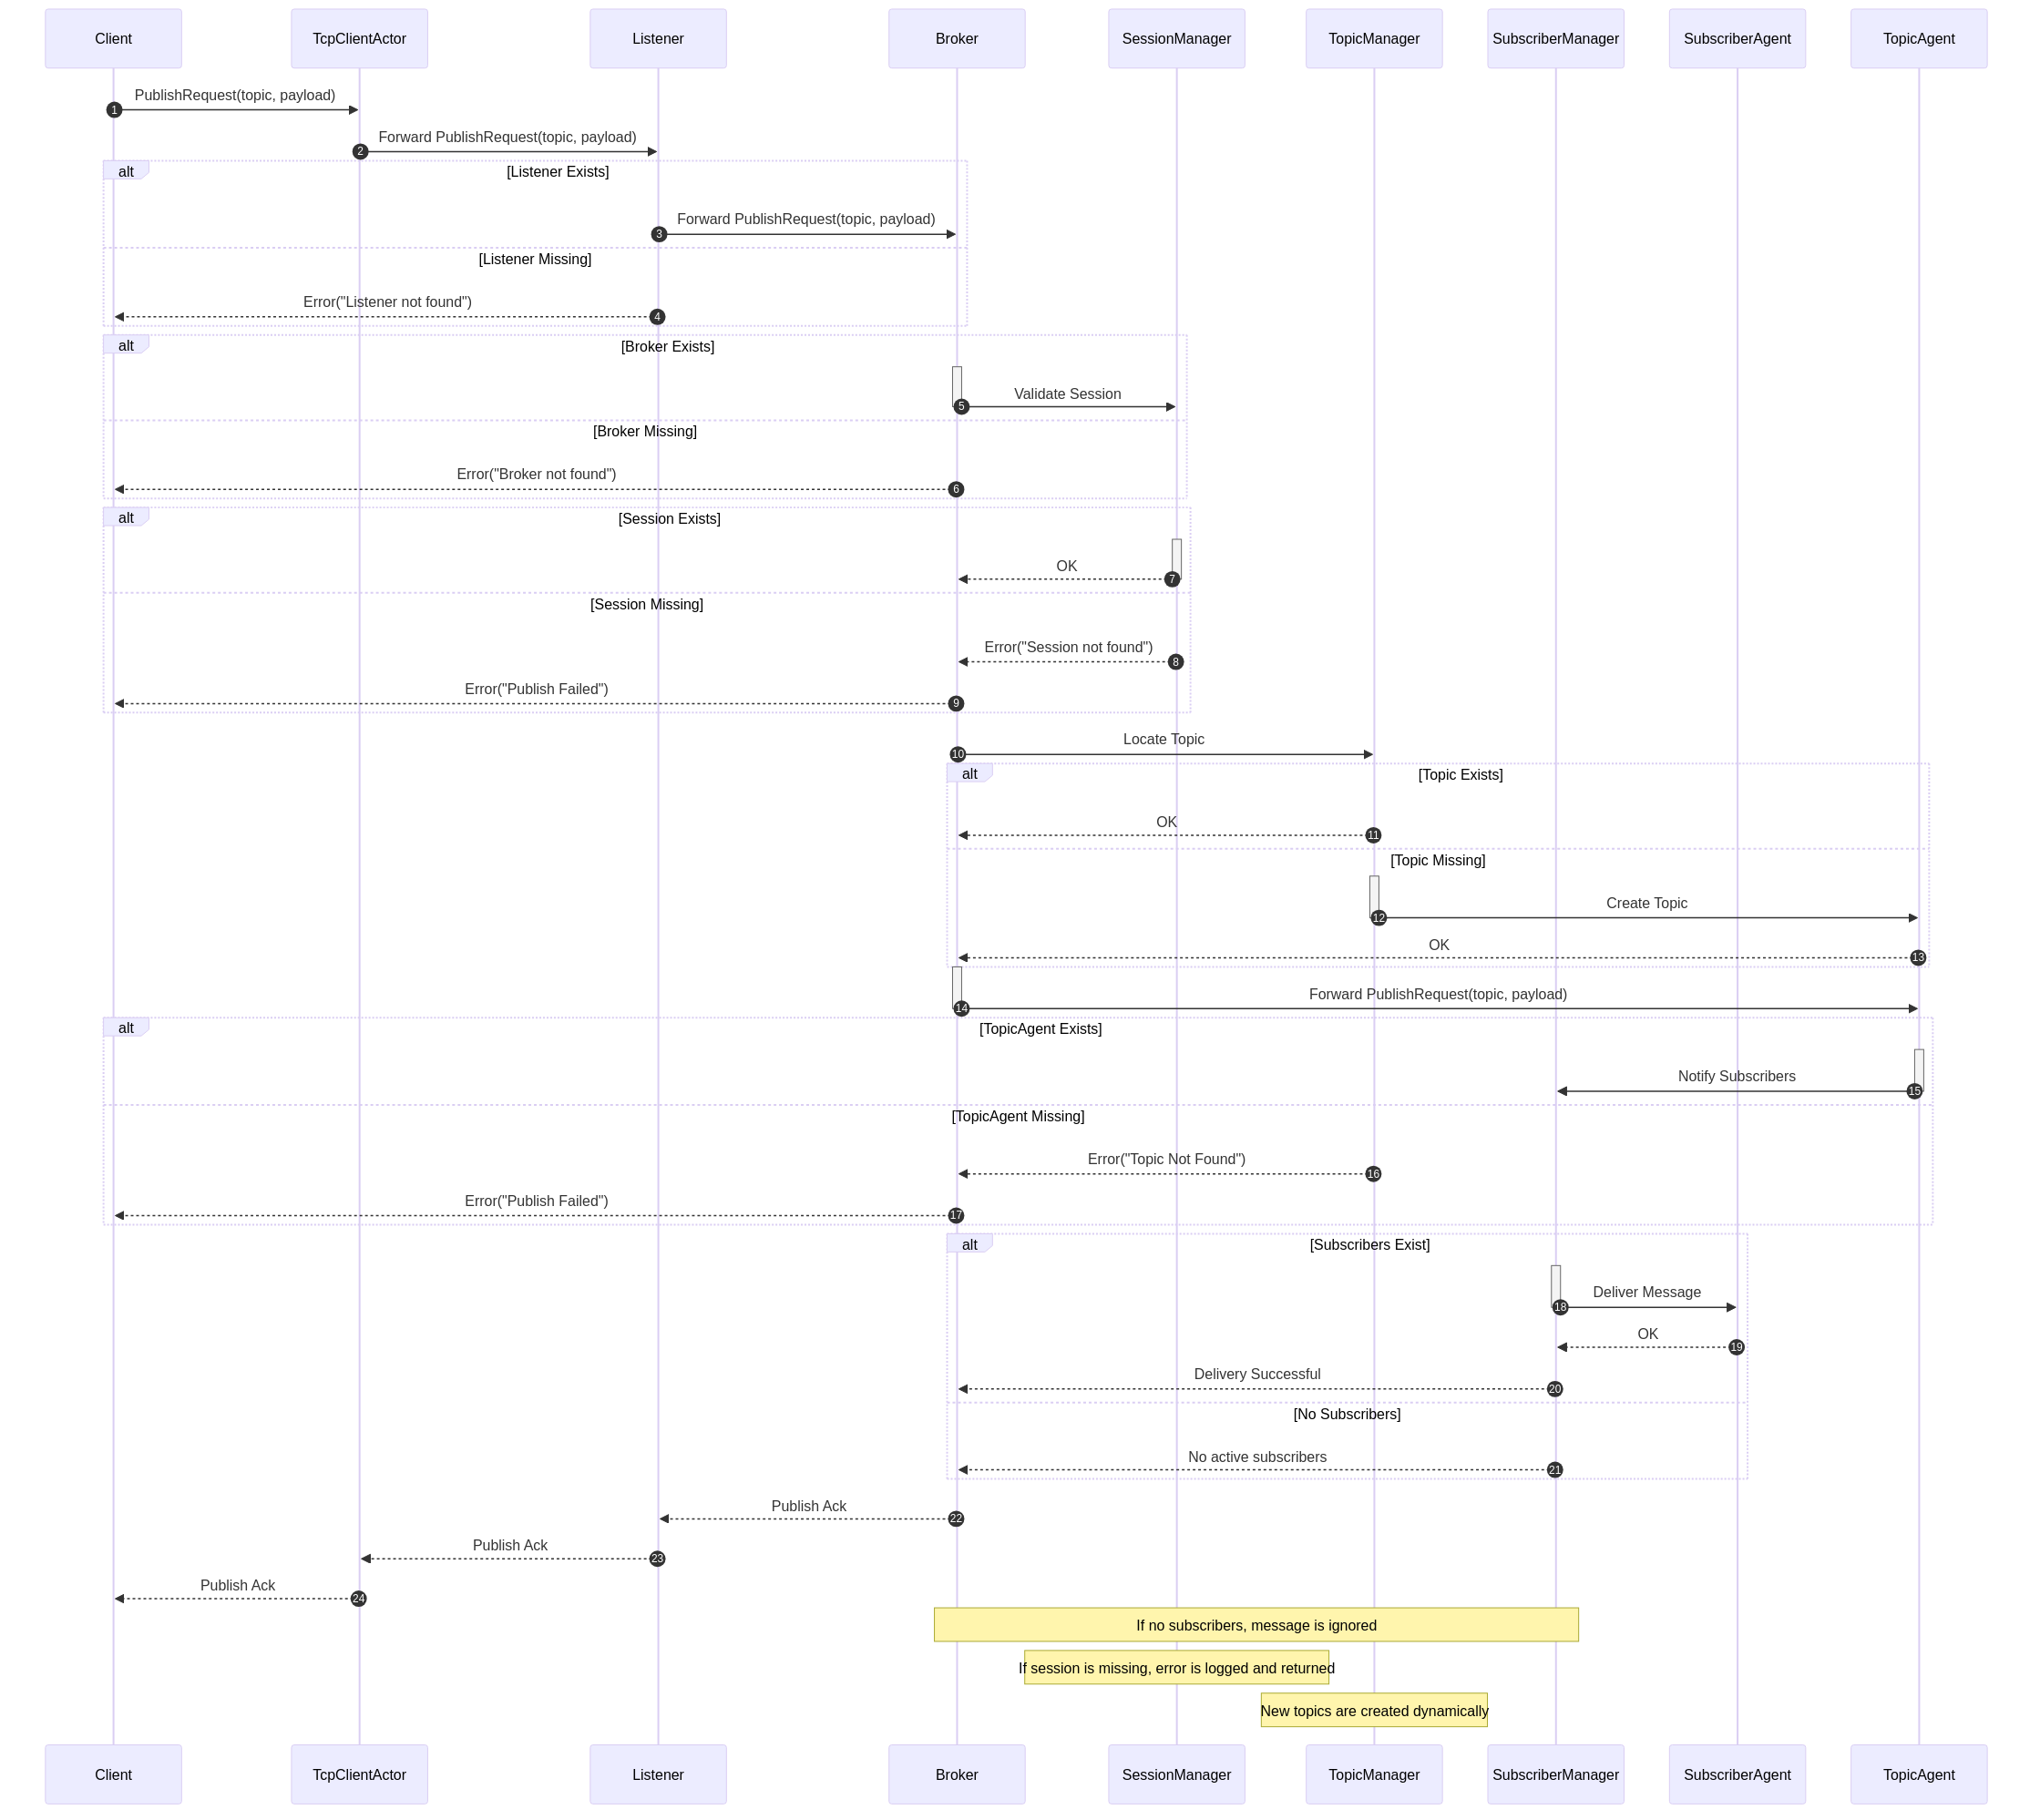 Client
TcpClientActor
Listener
Broker
SessionManager
TopicManager
SubscriberManager
SubscriberAgent
TopicAgent
PublishRequest(topic, payload)
1
Forward PublishRequest(topic, payload)
2
alt
[Listener Exists]
Forward PublishRequest(topic, payload)
3
[Listener Missing]
Error("Listener not found")
4
alt
[Broker Exists]
Validate Session
5
[Broker Missing]
Error("Broker not found")
6
alt
[Session Exists]
OK
7
[Session Missing]
Error("Session not found")
8
Error("Publish Failed")
9
Locate Topic
10
alt
[Topic Exists]
OK
11
[Topic Missing]
Create Topic
12
OK
13
Forward PublishRequest(topic, payload)
14
alt
[TopicAgent Exists]
Notify Subscribers
15
[TopicAgent Missing]
Error("Topic Not Found")
16
Error("Publish Failed")
17
alt
[Subscribers Exist]
Deliver Message
18
OK
19
Delivery Successful
20
[No Subscribers]
No active subscribers
21
Publish Ack
22
Publish Ack
23
Publish Ack
24
If no subscribers, message is ignored
If session is missing, error is logged and returned
New topics are created dynamically
Client
TcpClientActor
Listener
Broker
SessionManager
TopicManager
SubscriberManager
SubscriberAgent
TopicAgent